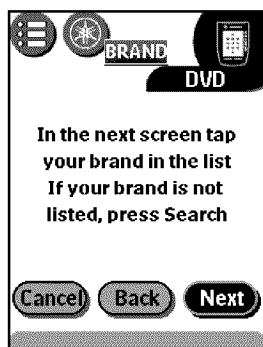 BRAND
DVD
In the next screen tap
your brand in the list
If your brand is not
listed, press Search
Cancel Back Next